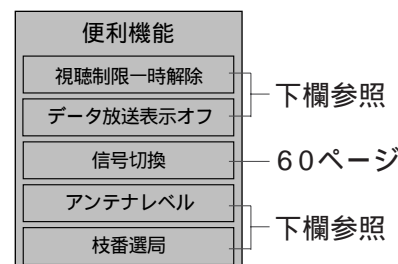 便利機能
視聴制限一時解除
データ放送表示オフ
下欄参照
信号切換
60ページ
アンテナレベル
枝番選局
下欄参照